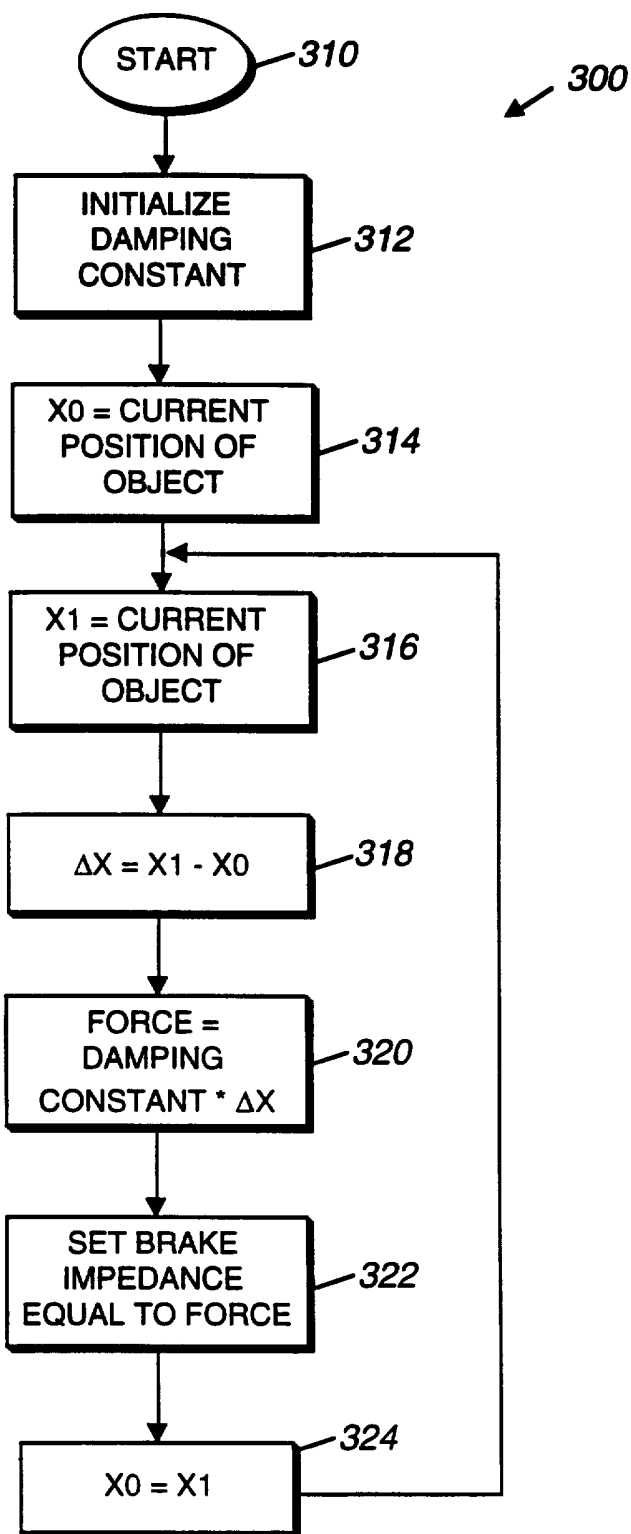 START
310
300
INITIALIZE
DAMPING
CONSTANT
312
X0 = CURRENT
POSITION OF
OBJECT
314
X1 = CURRENT
POSITION OF
OBJECT
316
ΔX = X1 - X0
318
FORCE =
DAMPING
CONSTANT * ΔX
320
SET BRAKE
IMPEDANCE
EQUAL TO FORCE
322
324
X0 = X1